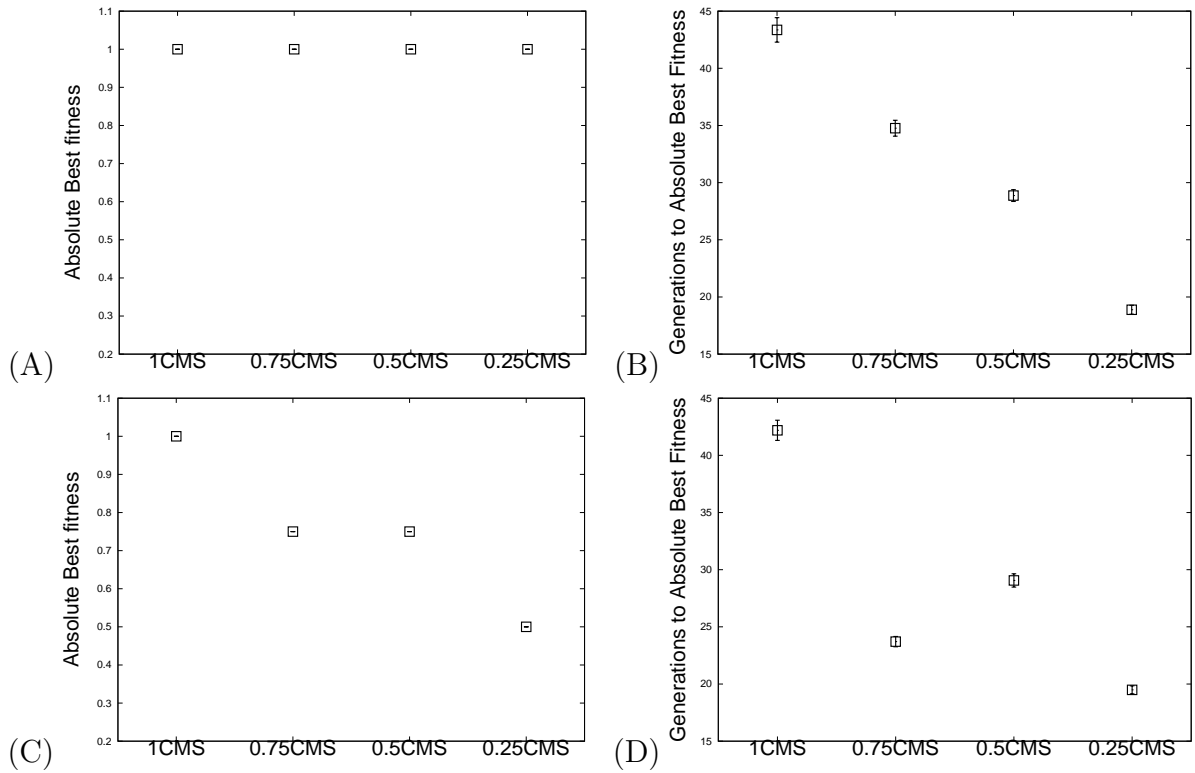 Absolute Best fitness
1.1
1
0.9
0.8
0.7
0.6
0.5
0.4
0.3
0.2
1CMS 0.75CMS 0.5CMS 0.25CMS
(A)
Generations to Absolute Best Fitness
45
40
35
30
25
20
15
1CMS 0.75CMS 0.5CMS 0.25CMS
(B)
Absolute Best fitness
1.1
1
0.9
0.8
0.7
0.6
0.5
0.4
0.3
0.2
1CMS 0.75CMS 0.5CMS 0.25CMS
(C)
Generations to Absolute Best Fitness
45
40
35
30
25
20
15
1CMS 0.75CMS 0.5CMS 0.25CMS
(D)